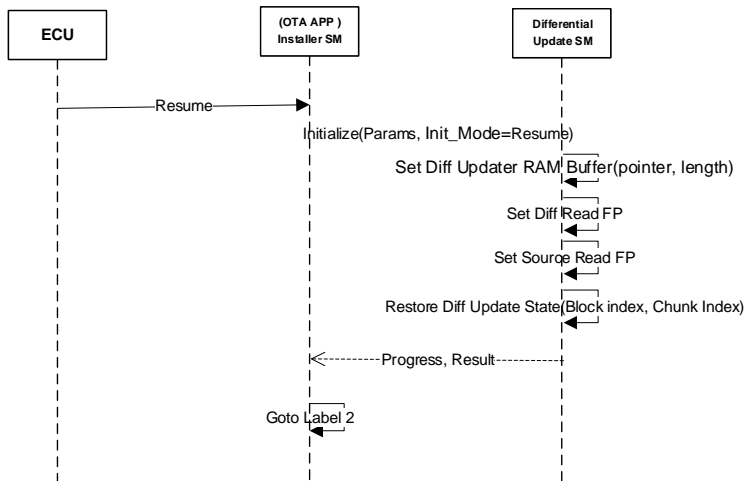 ECU
(OTA APP )
Installer SM
Differential
Update SM
Resume
Initialize(Params, Init_Mode=Resume)
Set Diff Updater RAM Buffer(pointer, length)
Set Diff Read FP
Set Source Read FP
Restore Diff Update State(Block index, Chunk Index)
Progress, Result
Goto Label 2